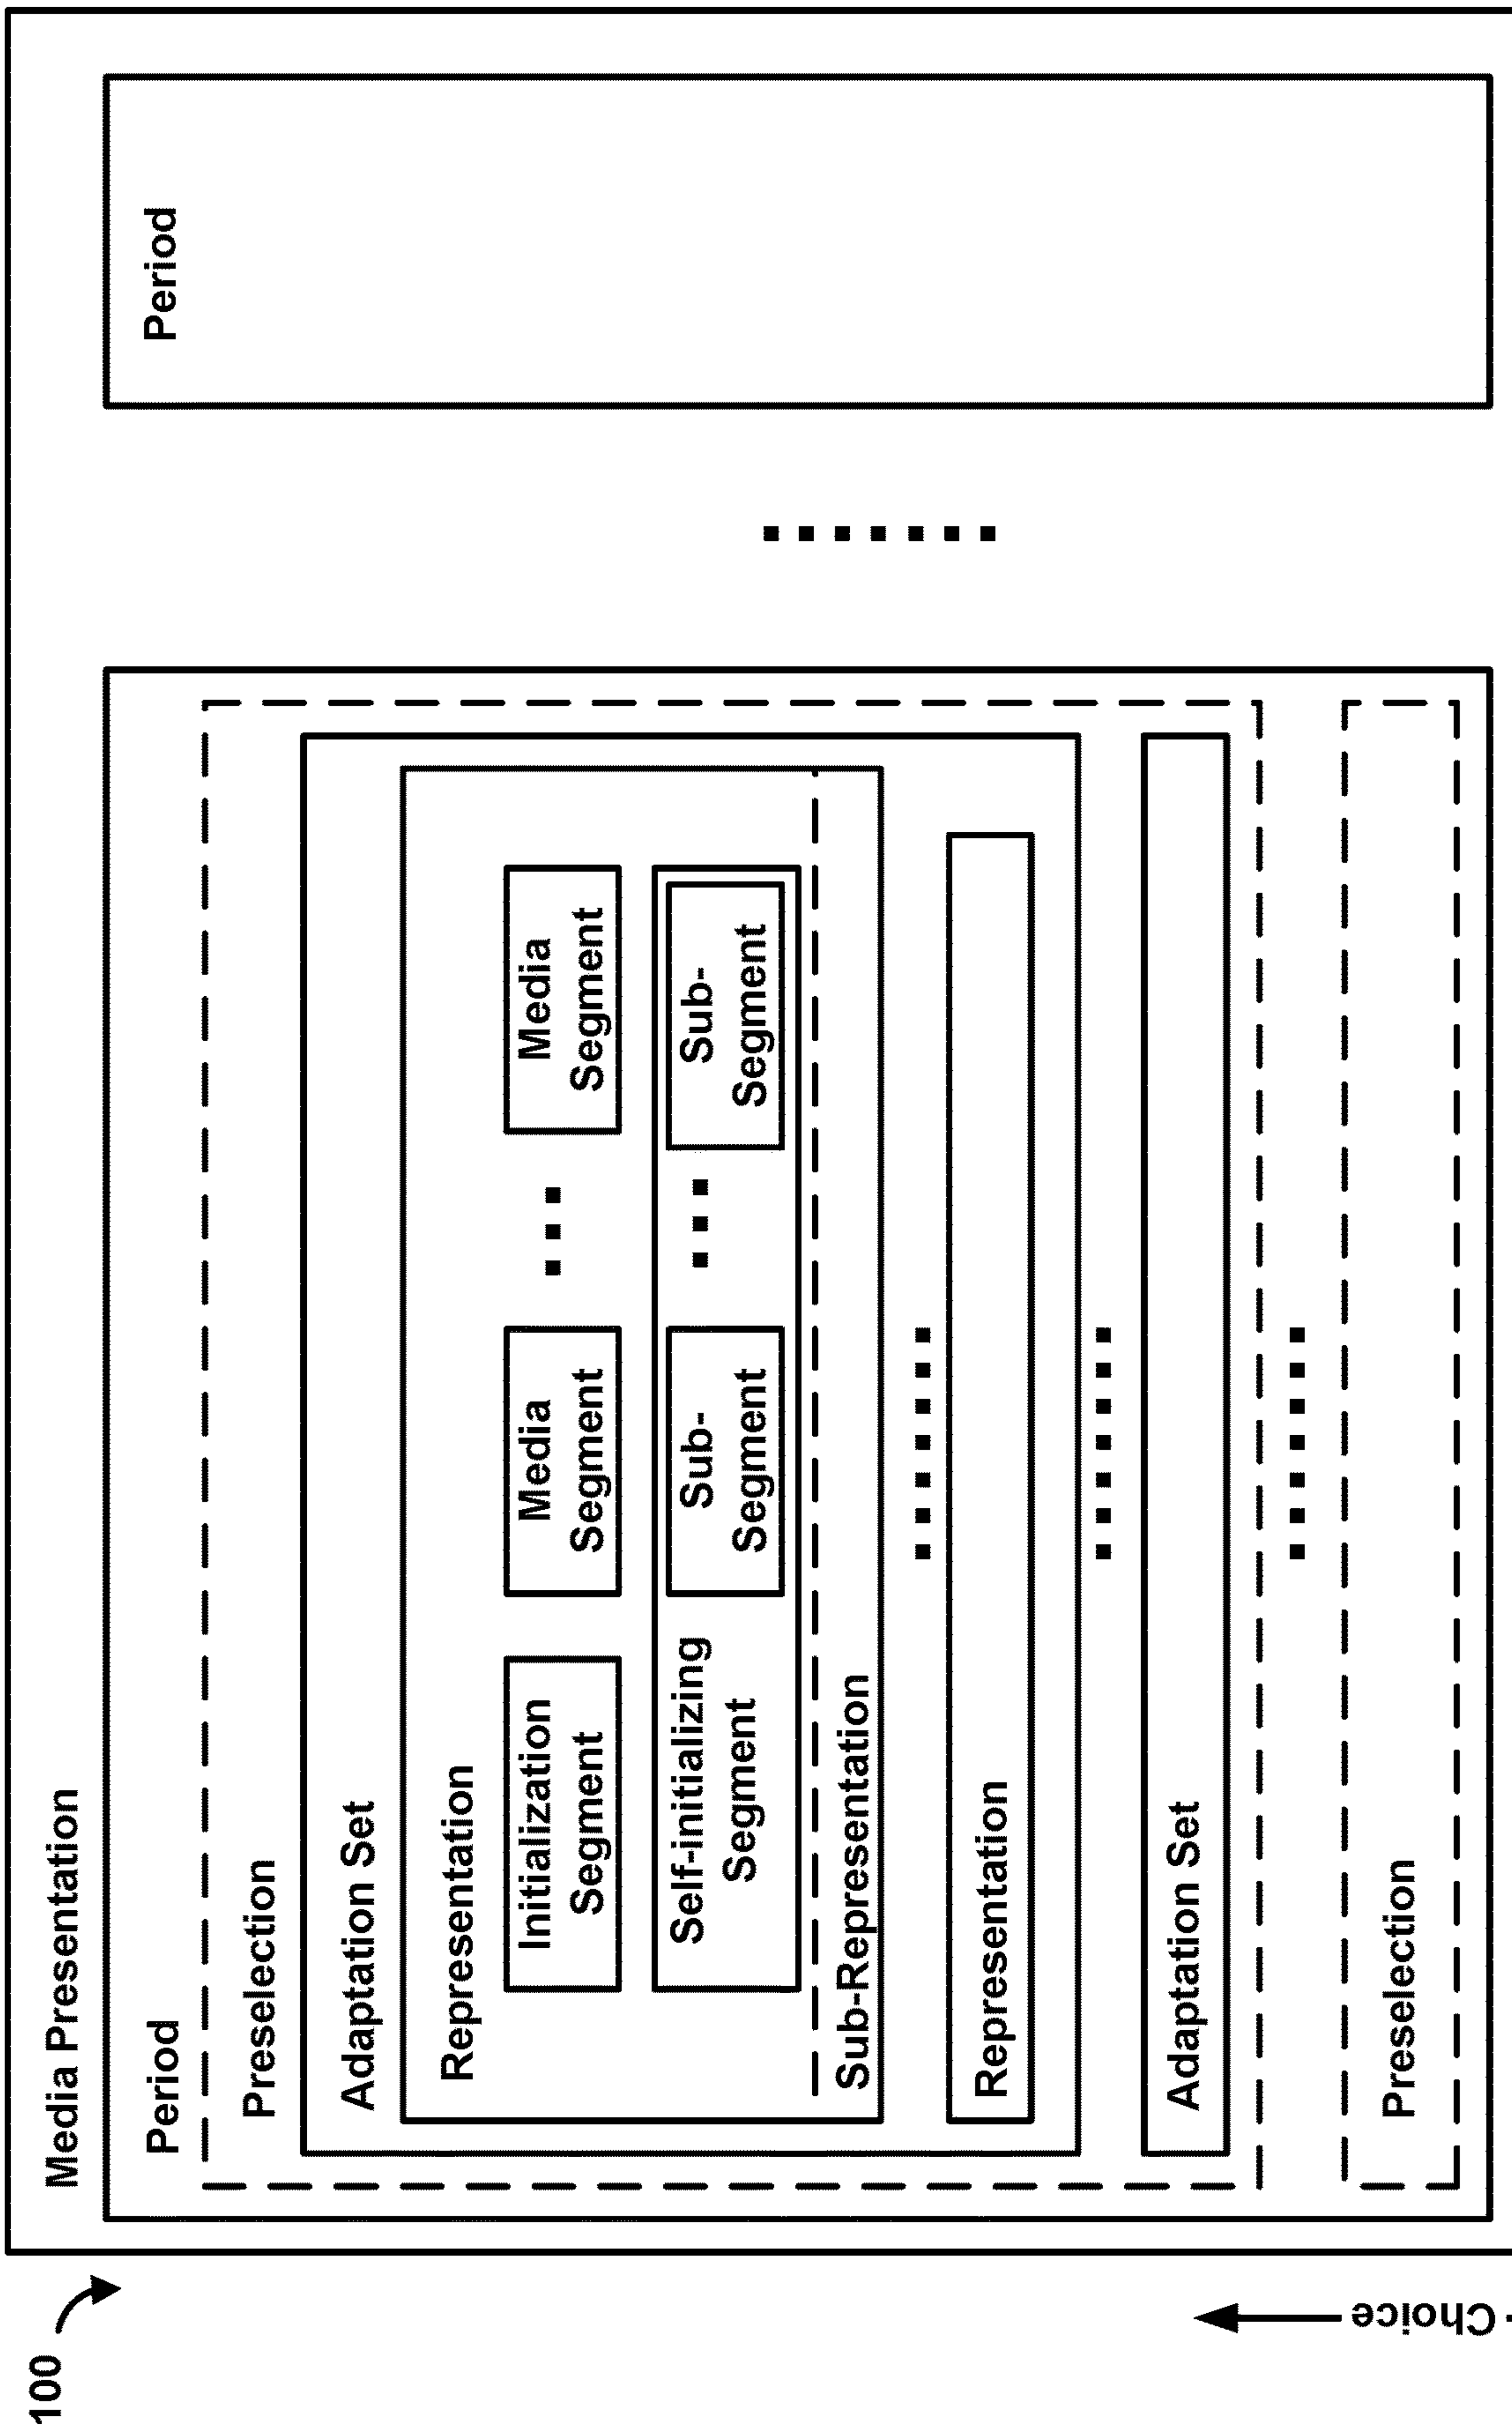 100
Media Presentation
Period
Preselection
Adaptation Set
Representation
Initialization
Segment
Media
Segment
Media
Segment
Self-initializing
Segment
Sub-
Segment
Sub-
Segment
Sub-Representation
Representation
Adaptation Set
Preselection
Period
Choice